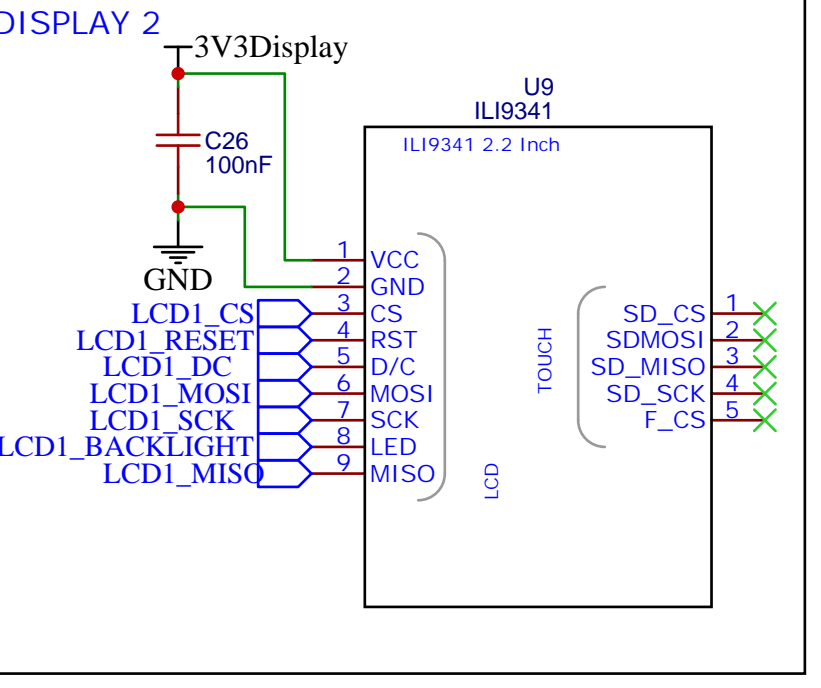 DISPLAY 2
3V3Display
C26
100nF
GND
U9
ILI9341
ILI9341 2.2 Inch
LCD1_CS
LCD1_RESET
LCD1_DC
LCD1_MOSI
LCD1_SCK
LCD1_BACKLIGHT
LCD1_MISO
1 VCC
2 GND
3 CS
4 RST
5 D/C
6 MOSI
7 SCK
8 LED
9 MISO
LCD
TOUCH
SD_CS 1
SDMOSI 2
SD_MISO 3
SD_SCK 4
F_CS 5